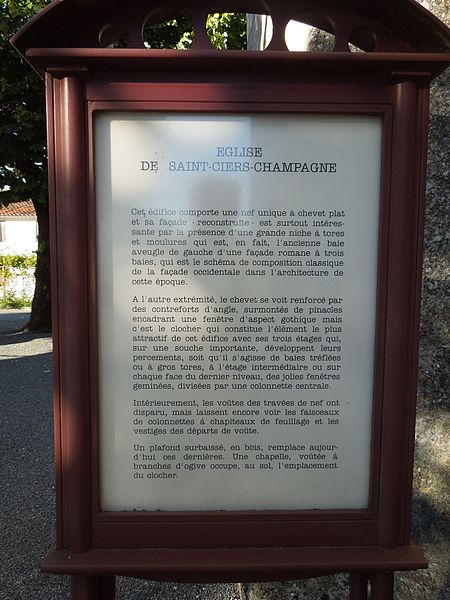 EGLISE
DE SAINT-CIERS-CHAMPAGNE
Cet édifice comporte une nef unique à chevet plat
et sa façade - reconstruite - est surtout intéres-
sante par la présence d'une grande niche à tores
et moulures qui est, en fait, l'ancienne baie
aveugle de gauche d'une façade romane à trois
baies, qui est le schéma de composition classique
de la façade occidentale dans l'architecture de
cette époque.
A l'autre extrémité, le chevet se voit renforcé par
des contreforts d'angle, surmontés de pinacles
encadrant une fenêtre d'aspect gothique mais
c'est le clocher qui constitue l'élément le plus
attractif de cet édifice avec ses trois étages qui,
sur une souche importante, développent leurs
percements, soit qu'il s'agisse de baies tréflées
ou à gros tores, à l'étage intermédiaire ou sur
chaque face du dernier niveau, des jolies fenêtres
geminées, divisées par une colonnette centrale.
Intérieurement, les voûtes des travées de nef ont
disparu, mais laissent encore voir les faisceaux
de colonnettes à chapiteaux de feuillage et les
vestiges des départs de voûte.
Un plafond surbaissé, en bois, remplace aujour-
d'hui ces dernières. Une chapelle, voûtée à
branches d'ogive occupe, au sol, l'emplacement
du clocher.